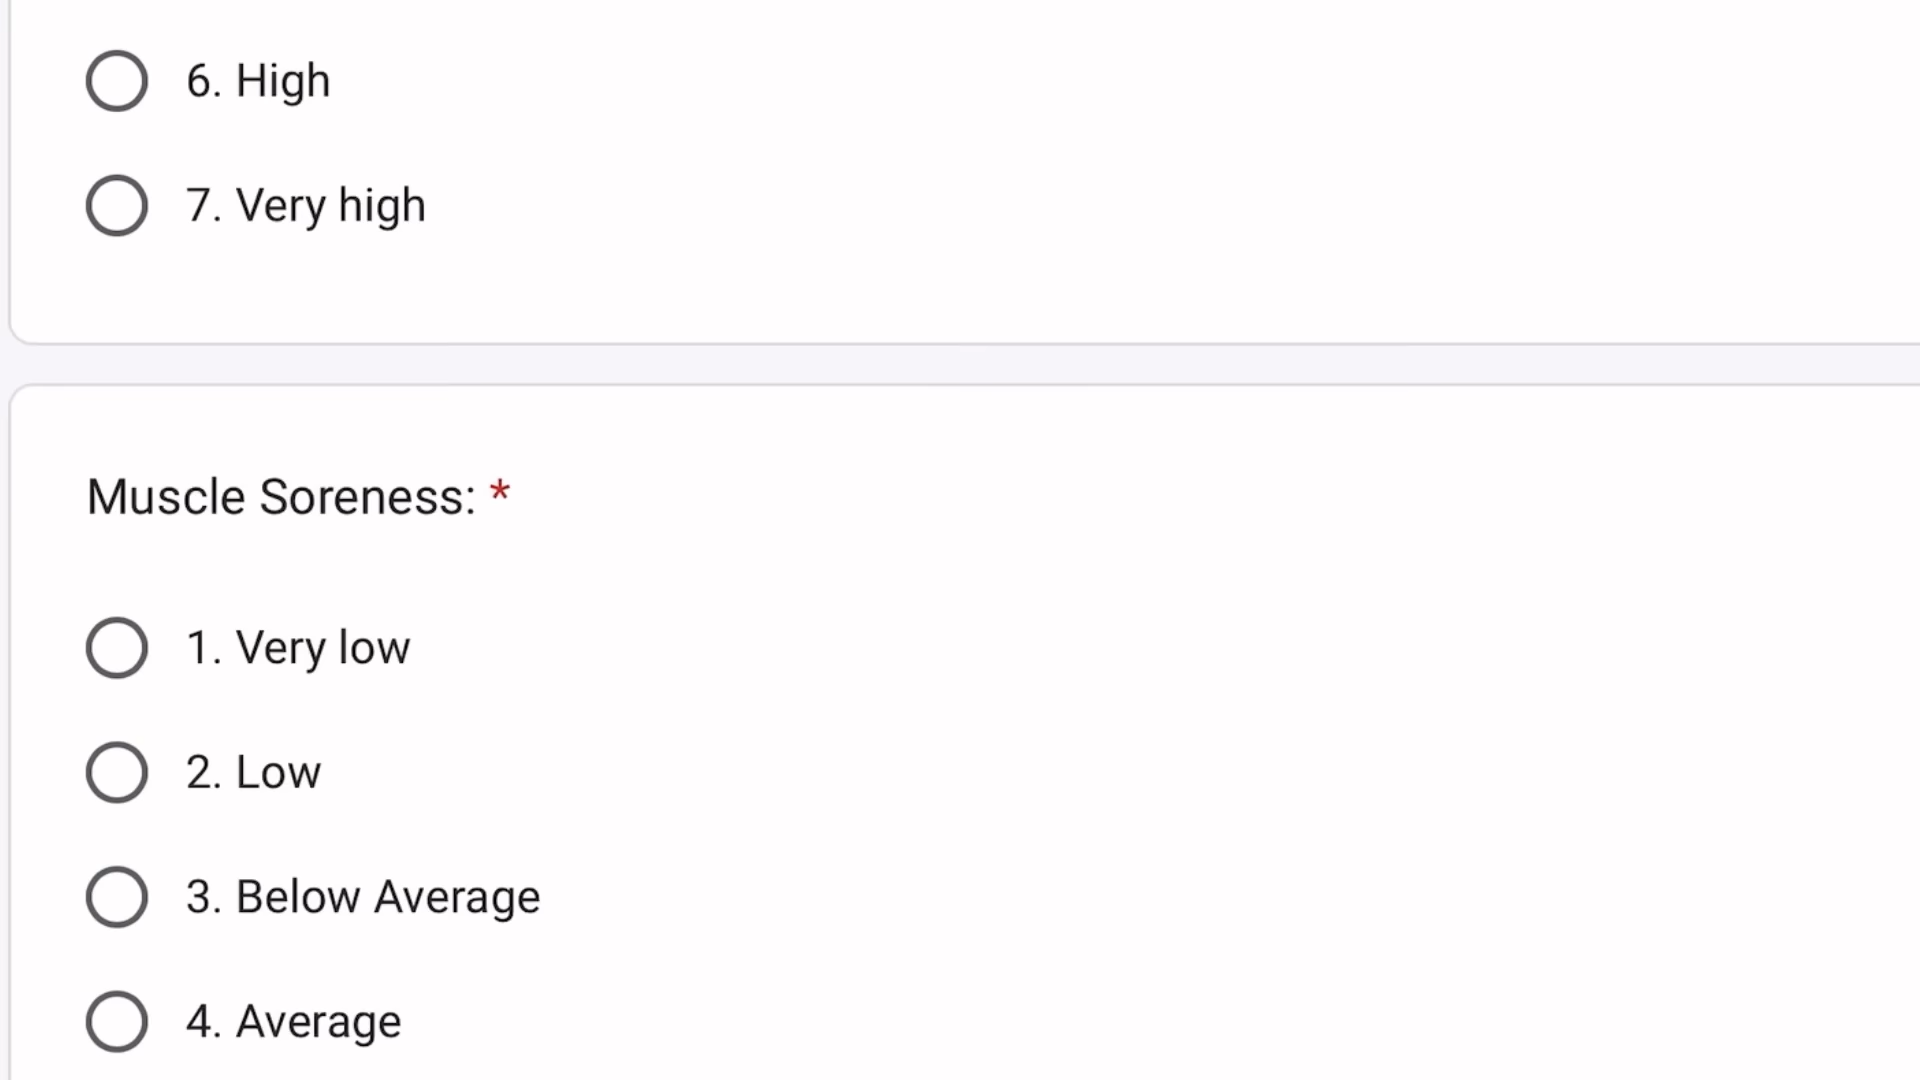 6. High
7. Very high
Muscle Soreness: *
1. Very low
2. Low
3. Below Average
4. Average